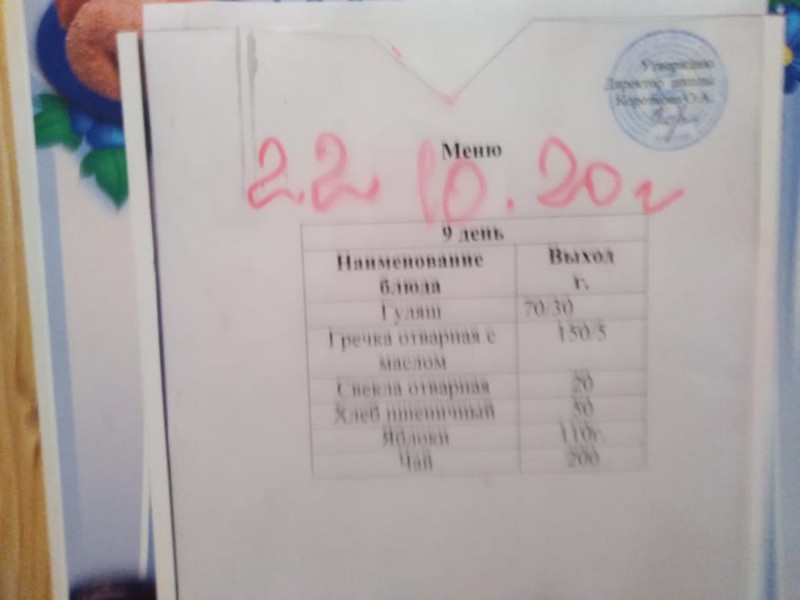 Утверждаю
Директор школы
О.А.
Меню
22 10. 20 г
9 день
Наименование блюда Выход г.
Гуляш 70/30
Гречка отварная с маслом 150/5
Свекла отварная 20
Хлеб пшеничный 50
Яблоки 110г.
Чай 200